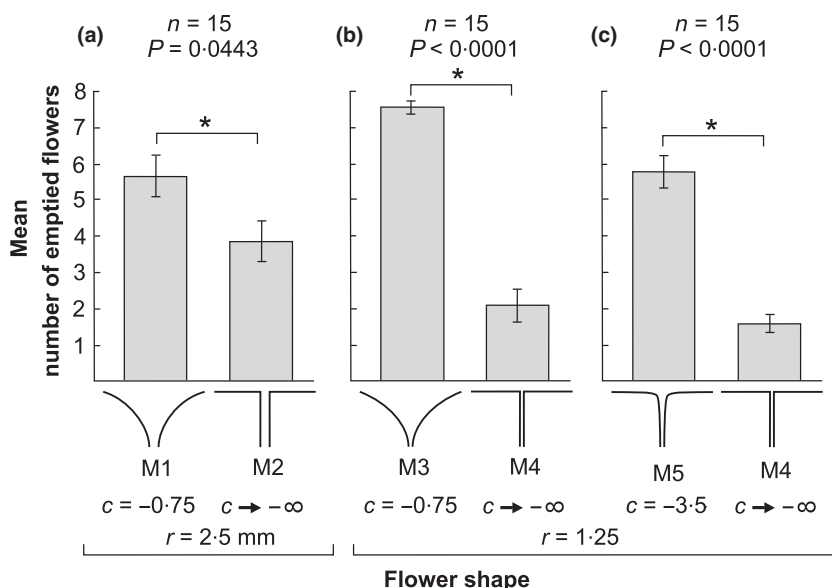 (a) n = 15
P = 0·0443
(b) n = 15
P < 0·0001
(c) n = 15
P < 0·0001
Mean
number of emptied flowers
8
7
6
5
4
3
2
1
*
*
*
M1 M2 M3 M4 M5 M4
c = −0·75 c → −∞ c = −0·75 c → −∞ c = −3·5 c → −∞
r = 2·5 mm r = 1·25
Flower shape